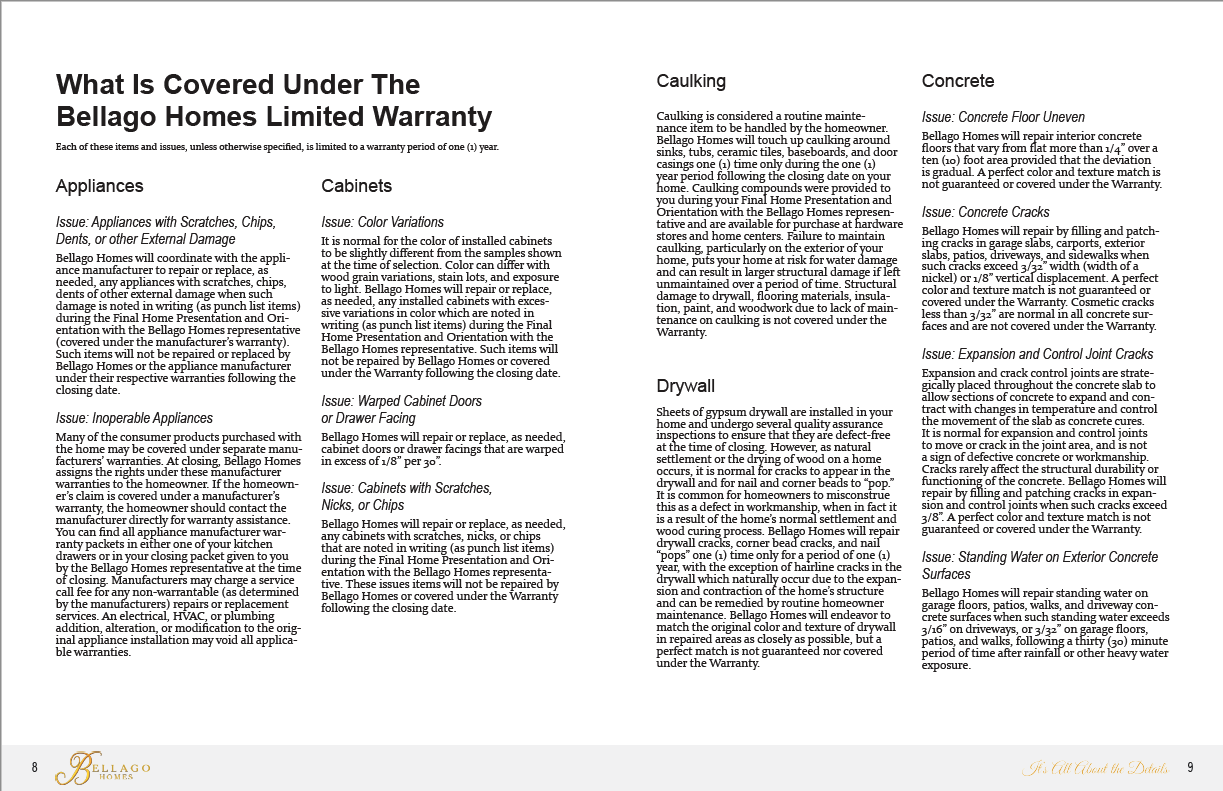 What Is Covered Under The
Bellago Homes Limited Warranty
Each of these items and issues, unless otherwise specified, is limited to a warranty period of one (1) year.
Appliances
Issue: Appliances with Scratches, Chips,
Dents, or other External Damage
Bellago Homes will coordinate with the appli-
ance manufacturer to repair or replace, as
needed, any appliances with scratches, chips,
dents of other external damage when such
damage is noted in writing (as punch list items)
during the Final Home Presentation and Ori-
entation with the Bellago Homes representative
(covered under the manufacturer's warranty).
Such items will not be repaired or replaced by
Bellago Homes or the appliance manufacturer
under their respective warranties following the
closing date.
Issue: Inoperable Appliances
Many of the consumer products purchased with
the home may be covered under separate manu-
facturers' warranties. At closing, Bellago Homes
assigns the rights under these manufacturer
warranties to the homeowner. If the homeown-
er's claim is covered under a manufacturer's
warranty, the homeowner should contact the
manufacturer directly for warranty assistance.
You can find all appliance manufacturer war-
ranty packets in either one of your kitchen
drawers or in your closing packet given to you
by the Bellago Homes representative at the time
of closing. Manufacturers may charge a service
call fee for any non-warrantable (as determined
by the manufacturers) repairs or replacement
services. An electrical, HVAC, or plumbing
addition, alteration, or modification to the orig-
inal appliance installation may void all applica-
ble warranties.
Cabinets
Issue: Color Variations
It is normal for the color of installed cabinets
to be slightly different from the samples shown
at the time of selection. Color can differ with
wood grain variations, stain lots, and exposure
to light. Bellago Homes will repair or replace,
as needed, any installed cabinets with exces-
sive variations in color which are noted in
writing (as punch list items) during the Final
Home Presentation and Orientation with the
Bellago Homes representative. Such items will
not be repaired by Bellago Homes or covered
under the Warranty following the closing date.
Issue: Warped Cabinet Doors
or Drawer Facing
Bellago Homes will repair or replace, as needed,
cabinet doors or drawer facings that are warped
in excess of 1/8” per 30”.
Issue: Cabinets with Scratches,
Nicks, or Chips
Bellago Homes will repair or replace, as needed,
any cabinets with scratches, nicks, or chips
that are noted in writing (as punch list items)
during the Final Home Presentation and Ori-
entation with the Bellago Homes representa-
tive. These issues items will not be repaired by
Bellago Homes or covered under the Warranty
following the closing date.
Caulking
Caulking is considered a routine mainte-
nance item to be handled by the homeowner.
Bellago Homes will touch up caulking around
sinks, tubs, ceramic tiles, baseboards, and door
casings one (1) time only during the one (1)
year period following the closing date on your
home. Caulking compounds were provided to
you during your Final Home Presentation and
Orientation with the Bellago Homes represen-
tative and are available for purchase at hardware
stores and home centers. Failure to maintain
caulking, particularly on the exterior of your
home, puts your home at risk for water damage
and can result in larger structural damage if left
unmaintained over a period of time. Structural
damage to drywall, flooring materials, insula-
tion, paint, and woodwork due to lack of main-
tenance on caulking is not covered under the
Warranty.
Drywall
Sheets of gypsum drywall are installed in your
home and undergo several quality assurance
inspections to ensure that they are defect-free
at the time of closing. However, as natural
settlement or the drying of wood on a home
occurs, it is normal for cracks to appear in the
drywall and for nail and corner beads to “pop.”
It is common for homeowners to misconstrue
this as a defect in workmanship, when in fact it
is a result of the home's normal settlement and
wood curing process. Bellago Homes will repair
drywall cracks, corner bead cracks, and nail
“pops” one (1) time only for a period of one (1)
year, with the exception of hairline cracks in the
drywall which naturally occur due to the expan-
sion and contraction of the home's structure
and can be remedied by routine homeowner
maintenance. Bellago Homes will endeavor to
match the original color and texture of drywall
in repaired areas as closely as possible, but a
perfect match is not guaranteed nor covered
under the Warranty.
Concrete
Issue: Concrete Floor Uneven
Bellago Homes will repair interior concrete
floors that vary from flat more than 1/4” over a
ten (10) foot area provided that the deviation
is gradual. A perfect color and texture match is
not guaranteed or covered under the Warranty.
Issue: Concrete Cracks
Bellago Homes will repair by filling and patch-
ing cracks in garage slabs, carports, exterior
slabs, patios, driveways, and sidewalks when
such cracks exceed 3/32” width (width of a
nickel) or 1/8” vertical displacement. A perfect
color and texture match is not guaranteed or
covered under the Warranty. Cosmetic cracks
less than 3/32” are normal in all concrete sur-
faces and are not covered under the Warranty.
Issue: Expansion and Control Joint Cracks
Expansion and crack control joints are strate-
gically placed throughout the concrete slab to
allow sections of concrete to expand and con-
tract with changes in temperature and control
the movement of the slab as concrete cures.
It is normal for expansion and control joints
to move or crack in the joint area, and is not
a sign of defective concrete or workmanship.
Cracks rarely affect the structural durability or
functioning of the concrete. Bellago Homes will
repair by filling and patching cracks in expan-
sion and control joints when such cracks exceed
3/8”. A perfect color and texture match is not
guaranteed or covered under the Warranty.
Issue: Standing Water on Exterior Concrete
Surfaces
Bellago Homes will repair standing water on
garage floors, patios, walks, and driveway con-
crete surfaces when such standing water exceeds
3/16” on driveways, or 3/32” on garage floors,
patios, and walks, following a thirty (30) minute
period of time after rainfall or other heavy water
exposure.
8
BELLAGO
HOMES
It's All About the Details
9